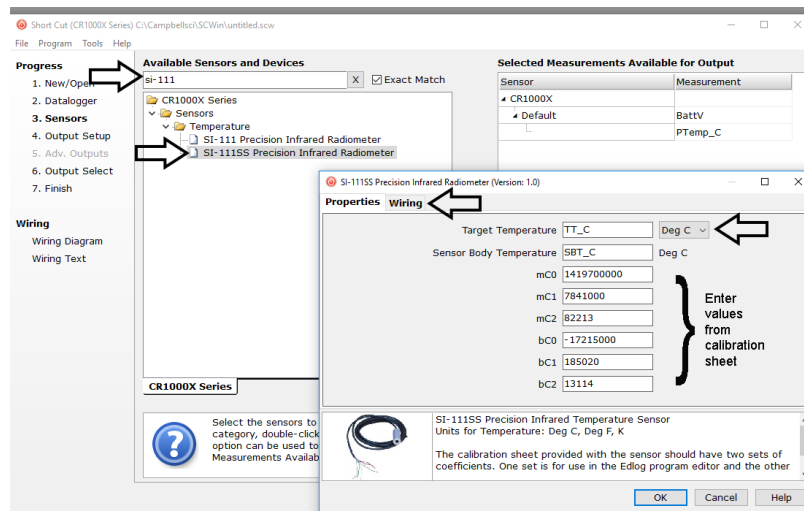 Short Cut (CR1000X Series) C:\Campbellsci\SCWin\untitled.scw
File Program Tools Help
Progress
1. New/Open
2. Datalogger
3. Sensors
4. Output Setup
5. Adv. Outputs
6. Output Select
7. Finish
Wiring
Wiring Diagram
Wiring Text
Available Sensors and Devices
si-111 X Exact Match
CR1000X Series
Sensors
Temperature
SI-111 Precision Infrared Radiometer
SI-111SS Precision Infrared Radiometer
CR1000X Series
Select the sensors to
category, double-click
option can be used to
Measurements Availab
Selected Measurements Available for Output
Sensor Measurement
CR1000X
Default BattV
PTemp_C
SI-111SS Precision Infrared Radiometer (Version: 1.0)
Properties Wiring
Target Temperature TT_C Deg C
Sensor Body Temperature SBT_C Deg C
mC0 1419700000
mC1 7841000
mC2 82213
bC0 -17215000
bC1 185020
bC2 13114
Enter
values
from
calibration
sheet
SI-111SS Precision Infrared Temperature Sensor
Units for Temperature: Deg C, Deg F, K
The calibration sheet provided with the sensor should have two sets of
coefficients. One set is for use in the Edlog program editor and the other
OK Cancel Help